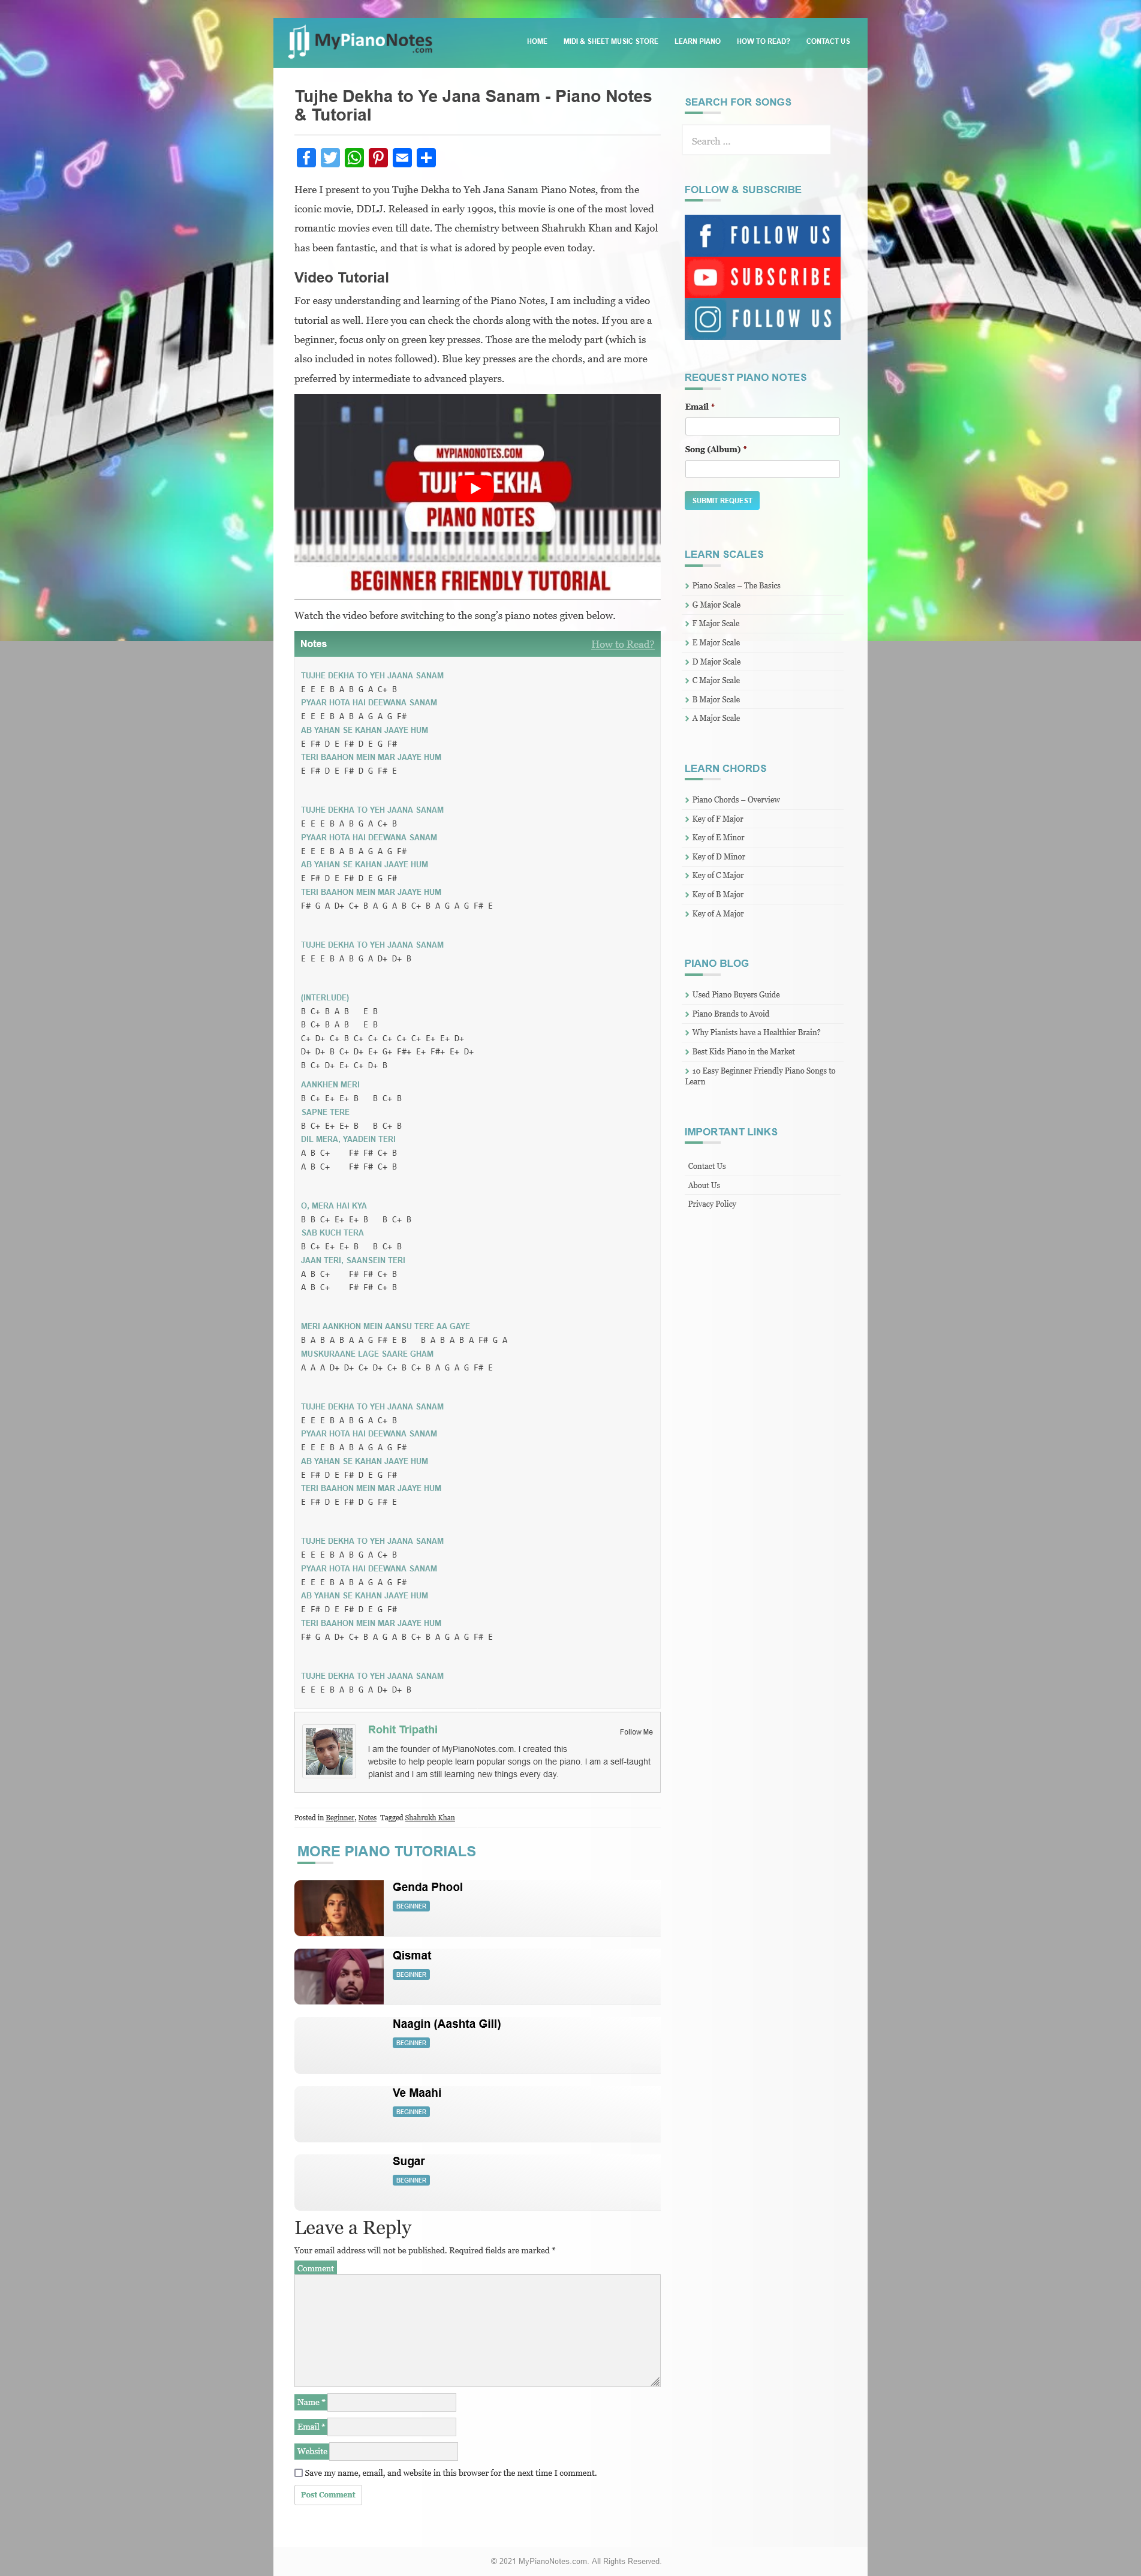 MyPianoNotes
.com
HOME
MIDI & SHEET MUSIC STORE
LEARN PIANO
HOW TO READ?
CONTACT US
Tujhe Dekha to Ye Jana Sanam - Piano Notes
& Tutorial
Here I present to you Tujhe Dekha to Yeh Jana Sanam Piano Notes, from the
iconic movie, DDLJ. Released in early 1990s, this movie is one of the most loved
romantic movies even till date. The chemistry between Shahrukh Khan and Kajol
has been fantastic, and that is what is adored by people even today.
Video Tutorial
For easy understanding and learning of the Piano Notes, I am including a video
tutorial as well. Here you can check the chords along with the notes. If you are a
beginner, focus only on green key presses. Those are the melody part (which is
also included in notes followed). Blue key presses are the chords, and are more
preferred by intermediate to advanced players.
MYPIANONOTES.COM
TUJHE DEKHA
PIANO NOTES
BEGINNER FRIENDLY TUTORIAL
Watch the video before switching to the song's piano notes given below.
Notes
How to Read?
TUJHE DEKHA TO YEH JAANA SANAM
E E E B A B G A C+ B
PYAAR HOTA HAI DEEWANA SANAM
E E E B A B A G A G F#
AB YAHAN SE KAHAN JAAYE HUM
E F# D E F# D E G F#
TERI BAAHON MEIN MAR JAAYE HUM
E F# D E F# D G F# E
TUJHE DEKHA TO YEH JAANA SANAM
E E E B A B G A C+ B
PYAAR HOTA HAI DEEWANA SANAM
E E E B A B A G A G F#
AB YAHAN SE KAHAN JAAYE HUM
E F# D E F# D E G F#
TERI BAAHON MEIN MAR JAAYE HUM
F# G A D+ C+ B A G A B C+ B A G A G F# E
TUJHE DEKHA TO YEH JAANA SANAM
E E E B A B G A D+ D+ B
(INTERLUDE)
B C+ B A B   E B
B C+ B A B   E B
C+ D+ C+ B C+ C+ C+ C+ C+ E+ E+ D+
D+ D+ B C+ D+ E+ G+ F#+ E+ F#+ E+ D+
B C+ D+ E+ C+ D+ B
AANKHEN MERI
B C+ E+ E+ B   B C+ B
SAPNE TERE
B C+ E+ E+ B   B C+ B
DIL MERA, YAADEIN TERI
A B C+    F# F# C+ B
A B C+    F# F# C+ B
O, MERA HAI KYA
B B C+ E+ E+ B   B C+ B
SAB KUCH TERA
B C+ E+ E+ B   B C+ B
JAAN TERI, SAANSEIN TERI
A B C+    F# F# C+ B
A B C+    F# F# C+ B
MERI AANKHON MEIN AANSU TERE AA GAYE
B A B A B A A G F# E B   B A B A B A F# G A
MUSKURAANE LAGE SAARE GHAM
A A A D+ D+ C+ D+ C+ B C+ B A G A G F# E
TUJHE DEKHA TO YEH JAANA SANAM
E E E B A B G A C+ B
PYAAR HOTA HAI DEEWANA SANAM
E E E B A B A G A G F#
AB YAHAN SE KAHAN JAAYE HUM
E F# D E F# D E G F#
TERI BAAHON MEIN MAR JAAYE HUM
E F# D E F# D G F# E
TUJHE DEKHA TO YEH JAANA SANAM
E E E B A B G A C+ B
PYAAR HOTA HAI DEEWANA SANAM
E E E B A B A G A G F#
AB YAHAN SE KAHAN JAAYE HUM
E F# D E F# D E G F#
TERI BAAHON MEIN MAR JAAYE HUM
F# G A D+ C+ B A G A B C+ B A G A G F# E
TUJHE DEKHA TO YEH JAANA SANAM
E E E B A B G A D+ D+ B
Rohit Tripathi
Follow Me
I am the founder of MyPianoNotes.com. I created this
website to help people learn popular songs on the piano. I am a self-taught
pianist and I am still learning new things every day.
Posted in Beginner, Notes Tagged Shahrukh Khan
MORE PIANO TUTORIALS
Genda Phool
BEGINNER
Qismat
BEGINNER
Naagin (Aashta Gill)
BEGINNER
Ve Maahi
BEGINNER
Sugar
BEGINNER
Leave a Reply
Your email address will not be published. Required fields are marked *
Comment
Name *
Email *
Website
Save my name, email, and website in this browser for the next time I comment.
Post Comment
SEARCH FOR SONGS
Search ...
FOLLOW & SUBSCRIBE
FOLLOW US
SUBSCRIBE
FOLLOW US
REQUEST PIANO NOTES
Email *
Song (Album) *
SUBMIT REQUEST
LEARN SCALES
Piano Scales – The Basics
G Major Scale
F Major Scale
E Major Scale
D Major Scale
C Major Scale
B Major Scale
A Major Scale
LEARN CHORDS
Piano Chords – Overview
Key of F Major
Key of E Minor
Key of D Minor
Key of C Major
Key of B Major
Key of A Major
PIANO BLOG
Used Piano Buyers Guide
Piano Brands to Avoid
Why Pianists have a Healthier Brain?
Best Kids Piano in the Market
10 Easy Beginner Friendly Piano Songs to
Learn
IMPORTANT LINKS
Contact Us
About Us
Privacy Policy
© 2021 MyPianoNotes.com. All Rights Reserved.